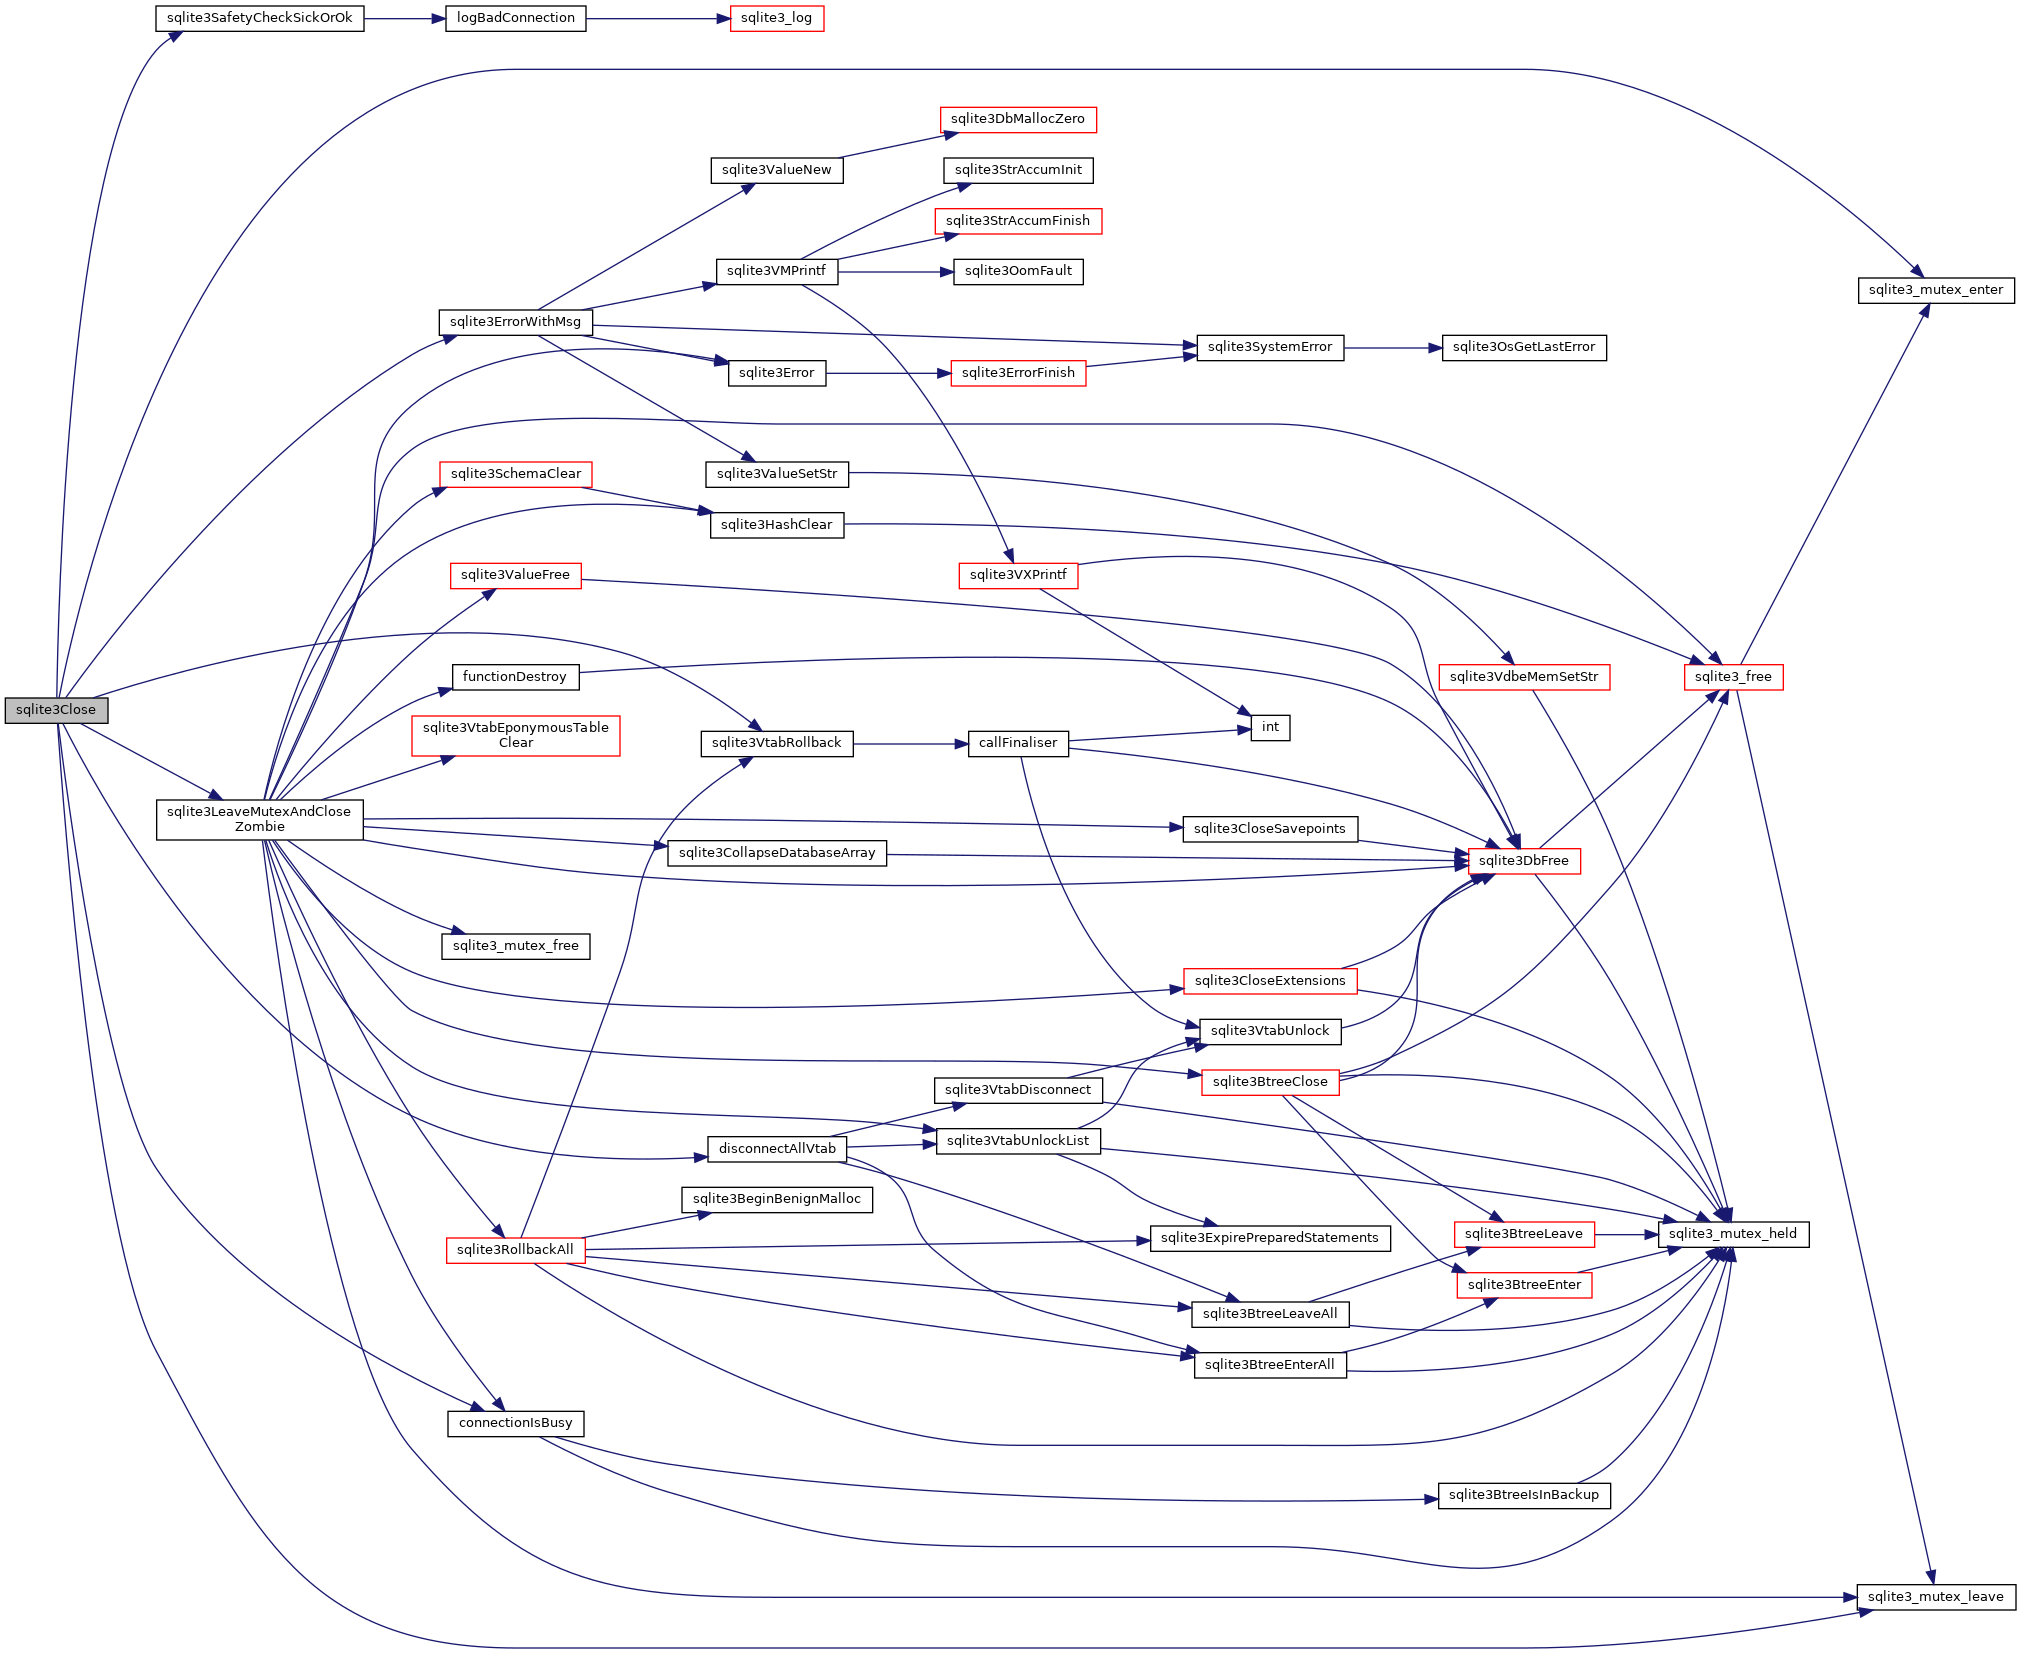 sqlite3SafetyCheckSickOrOk
logBadConnection
sqlite3_log
sqlite3DbMallocZero
sqlite3ValueNew
sqlite3StrAccumInit
sqlite3StrAccumFinish
sqlite3VMPrintf
sqlite3OomFault
sqlite3_mutex_enter
sqlite3ErrorWithMsg
sqlite3SystemError
sqlite3OsGetLastError
sqlite3Error
sqlite3ErrorFinish
sqlite3SchemaClear
sqlite3ValueSetStr
sqlite3HashClear
sqlite3ValueFree
sqlite3VXPrintf
functionDestroy
sqlite3VdbeMemSetStr
sqlite3_free
sqlite3Close
sqlite3VtabEponymousTable
Clear
int
sqlite3VtabRollback
callFinaliser
sqlite3LeaveMutexAndClose
Zombie
sqlite3CloseSavepoints
sqlite3CollapseDatabaseArray
sqlite3DbFree
sqlite3_mutex_free
sqlite3CloseExtensions
sqlite3VtabUnlock
sqlite3BtreeClose
sqlite3VtabDisconnect
sqlite3VtabUnlockList
disconnectAllVtab
sqlite3BeginBenignMalloc
sqlite3ExpirePreparedStatements
sqlite3BtreeLeave
sqlite3_mutex_held
sqlite3RollbackAll
sqlite3BtreeEnter
sqlite3BtreeLeaveAll
sqlite3BtreeEnterAll
connectionIsBusy
sqlite3BtreeIsInBackup
sqlite3_mutex_leave